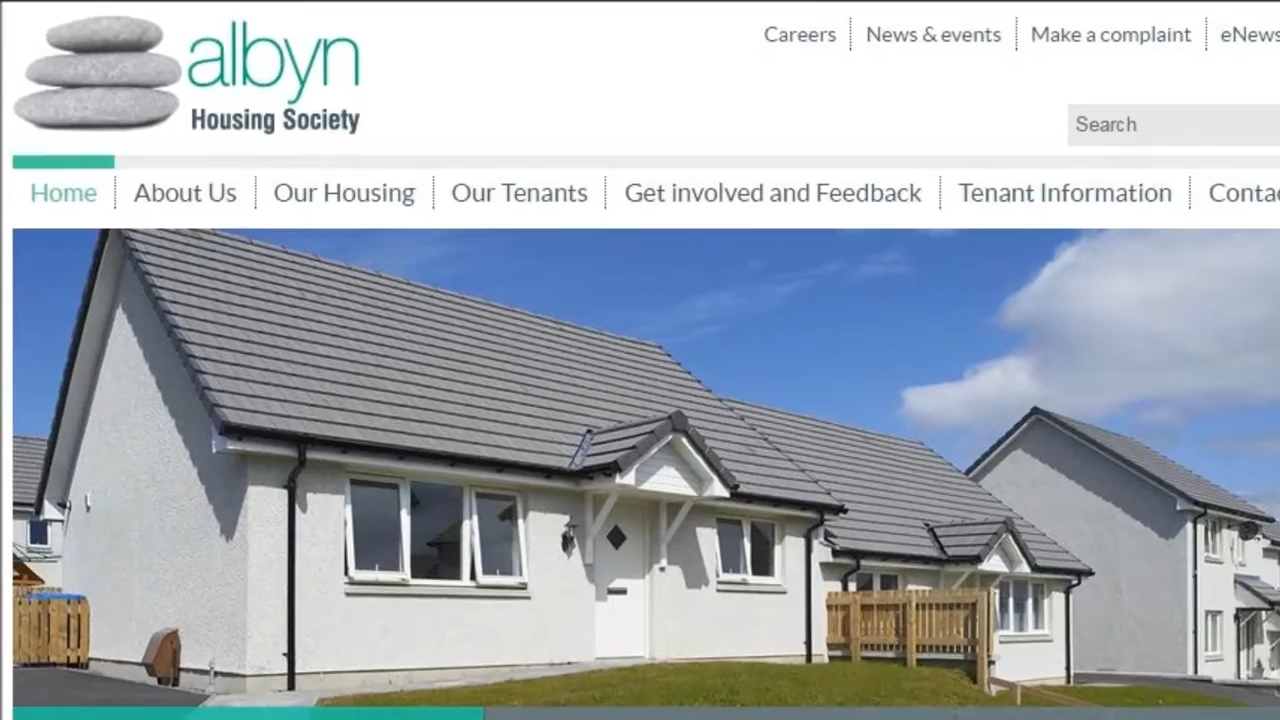 albyn
Housing Society
Careers
News & events
Make a complaint
eNews
Search
Home
About Us
Our Housing
Our Tenants
Get involved and Feedback
Tenant Information